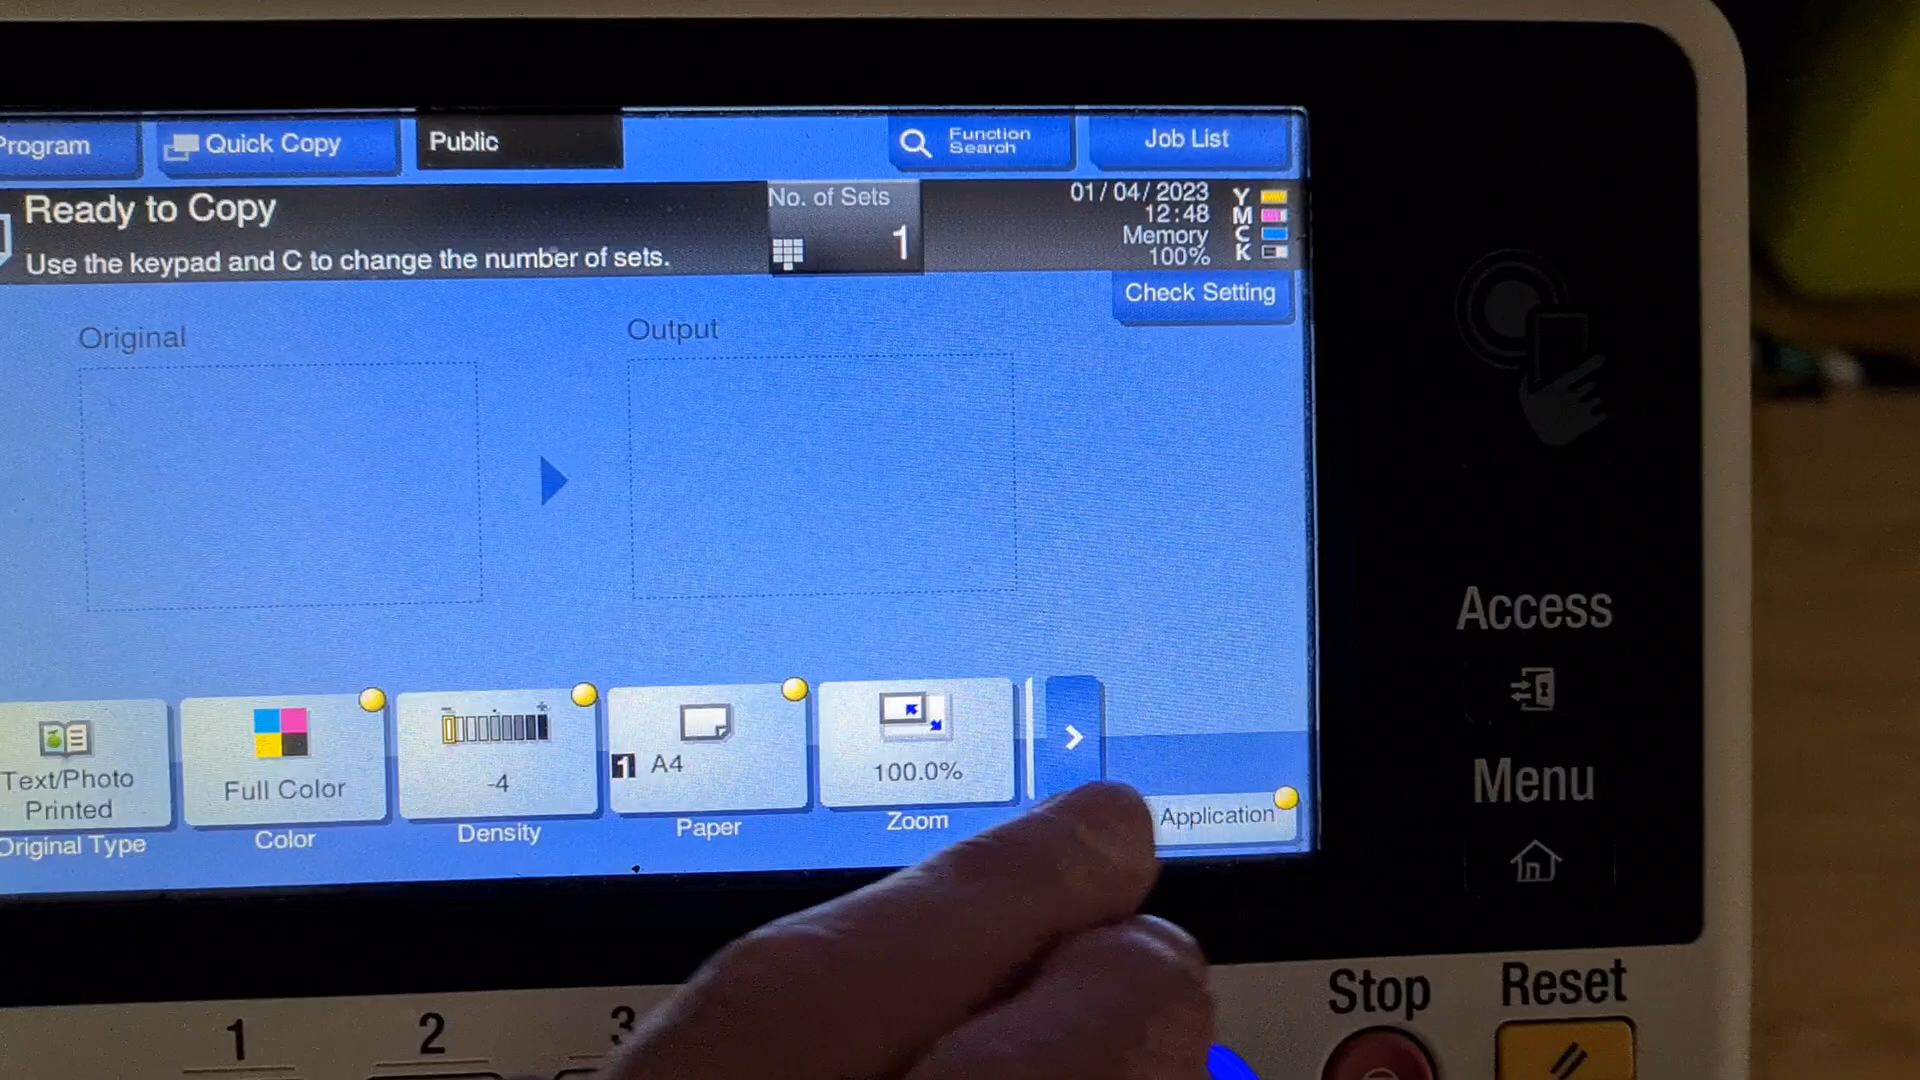 Program
Quick Copy
Public
Function
Search
Job List
Ready to Copy
Use the keypad and C to change the number of sets.
No. of Sets
1
01/04/2023
12:48
Memory
100%
Y
M
C
K
Check Setting
Original
Output
Text/Photo
Printed
Original Type
Full Color
Color
-4
Density
1 A4
Paper
100.0%
Zoom
Application
Access
Menu
Stop
Reset
1
2
3